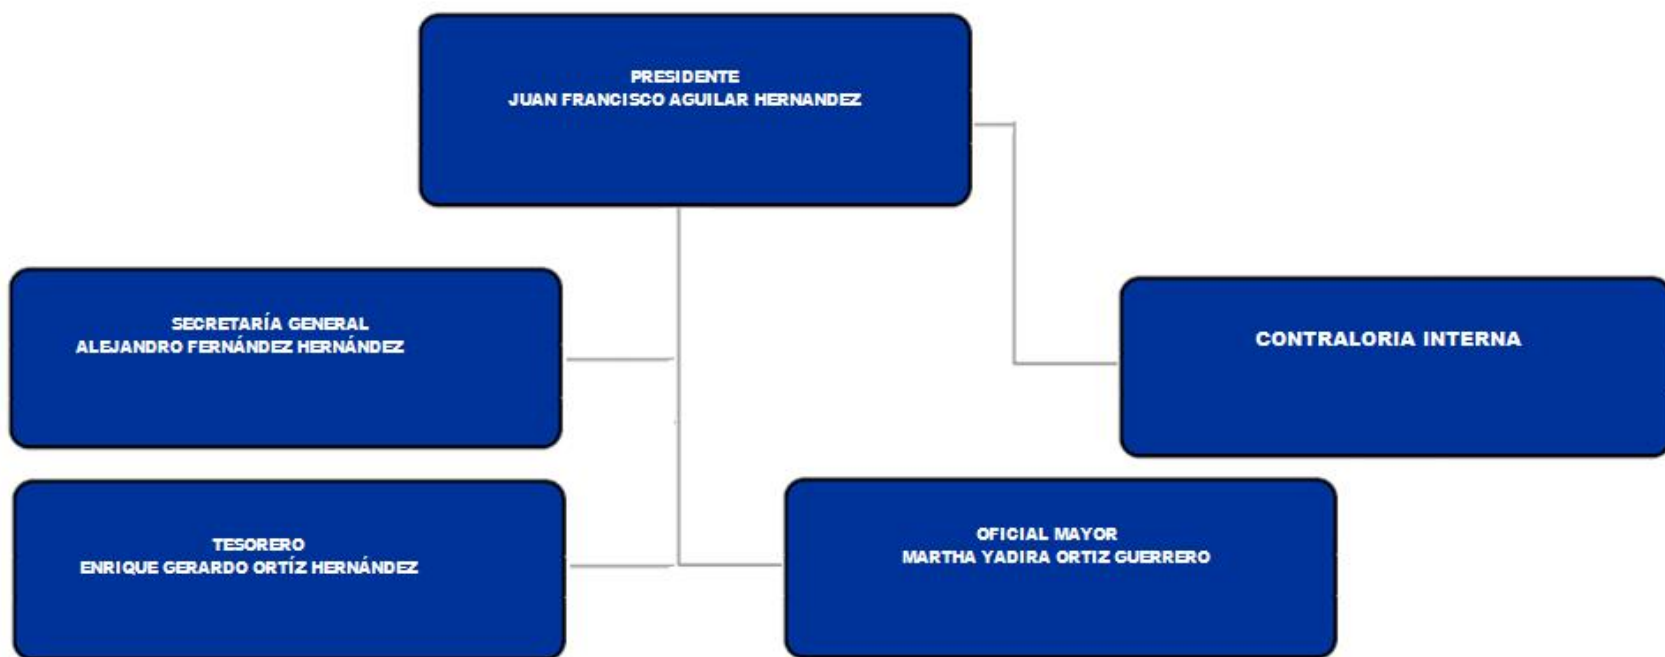 PRESIDENTE
JUAN FRANCISCO AGUILAR HERNANDEZ
SECRETARÍA GENERAL
ALEJANDRO FERNÁNDEZ HERNÁNDEZ
CONTRALORIA INTERNA
TESORERO
ENRIQUE GERARDO ORTÍZ HERNÁNDEZ
OFICIAL MAYOR
MARTHA YADIRA ORTIZ GUERRERO